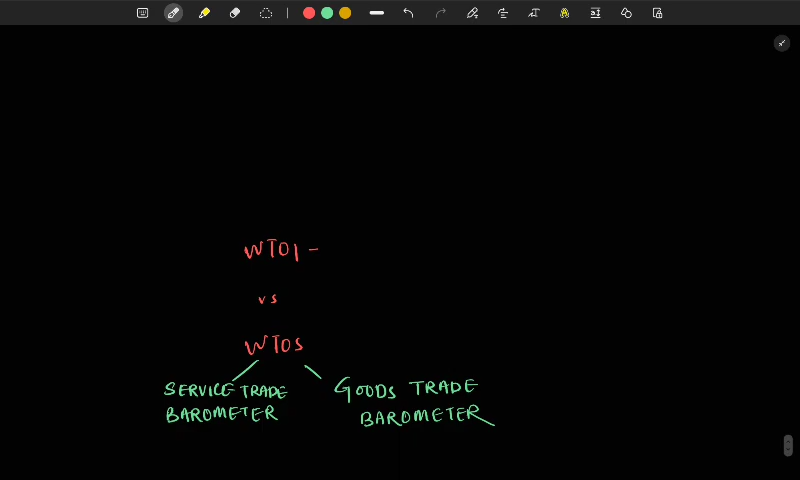 WTOI -
vs
WTOS
SERVICE TRADE
BAROMETER
GOODS TRADE
BAROMETER